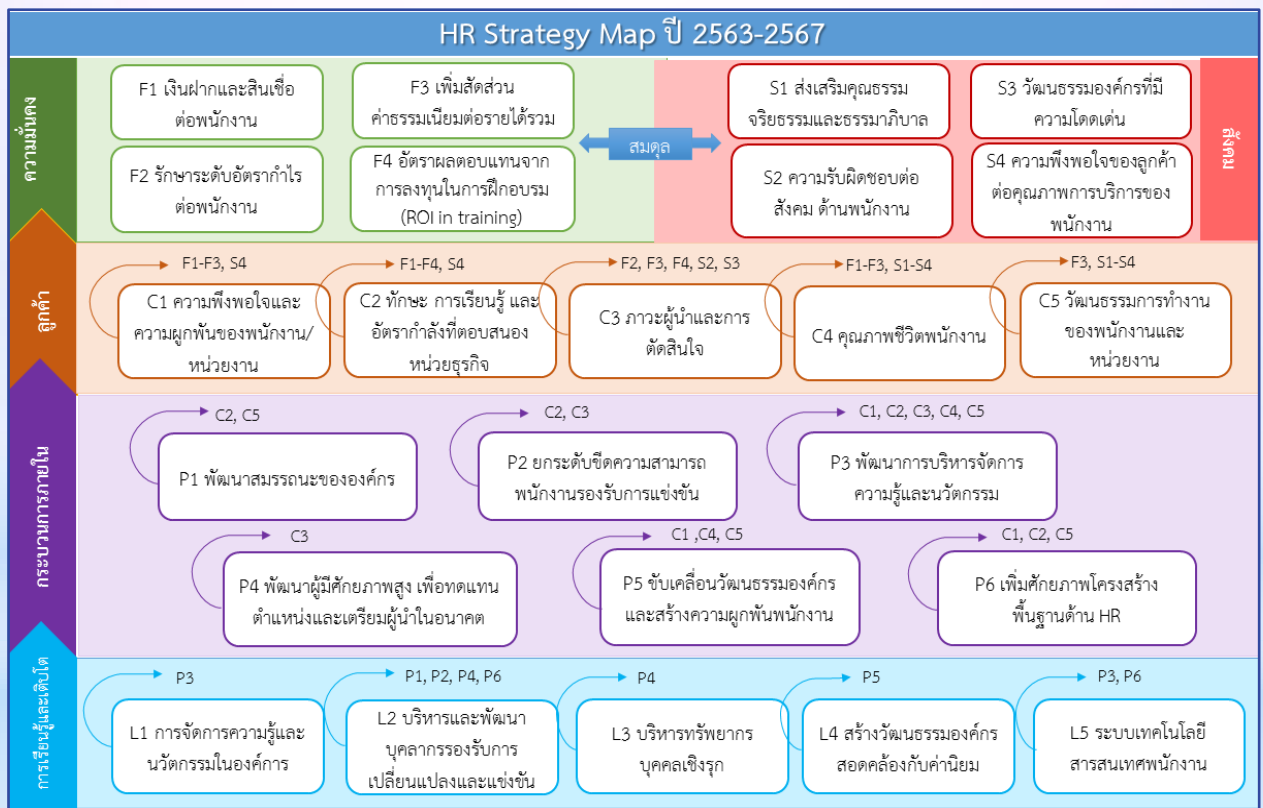 HR Strategy Map ปี 2563-2567
ความมั่นคง
F1 เงินฝากและสินเชื่อ
ต่อพนักงาน
F3 เพิ่มสัดส่วน
ค่าธรรมเนียมต่อรายได้รวม
F2 รักษาระดับอัตรากำไร
ต่อพนักงาน
F4 อัตราผลตอบแทนจาก
การลงทุนในการฝึกอบรม
(ROI in training)
สมดุล
S1 ส่งเสริมคุณธรรม
จริยธรรมและธรรมาภิบาล
S3 วัฒนธรรมองค์กรที่มี
ความโดดเด่น
S2 ความรับผิดชอบต่อ
สังคม ด้านพนักงาน
S4 ความพึงพอใจของลูกค้า
ต่อคุณภาพการบริการของ
พนักงาน
สังคม
ลูกค้า
F1-F3, S4
C1 ความพึงพอใจและ
ความผูกพันของพนักงาน/
หน่วยงาน
F1-F4, S4
C2 ทักษะ การเรียนรู้ และ
อัตรากำลังที่ตอบสนอง
หน่วยธุรกิจ
F2, F3, F4, S2, S3
C3 ภาวะผู้นำและการ
ตัดสินใจ
F1-F3, S1-S4
C4 คุณภาพชีวิตพนักงาน
F3, S1-S4
C5 วัฒนธรรมการทำงาน
ของพนักงานและ
หน่วยงาน
กระบวนการภายใน
C2, C5
P1 พัฒนาสมรรถนะขององค์กร
C2, C3
P2 ยกระดับขีดความสามารถ
พนักงานรองรับการแข่งขัน
C1, C2, C3, C4, C5
P3 พัฒนาการบริหารจัดการ
ความรู้และนวัตกรรม
C3
P4 พัฒนาผู้มีศักยภาพสูง เพื่อทดแทน
ตำแหน่งและเตรียมผู้นำในอนาคต
C1 ,C4, C5
P5 ขับเคลื่อนวัฒนธรรมองค์กร
และสร้างความผูกพันพนักงาน
C1, C2, C5
P6 เพิ่มศักยภาพโครงสร้าง
พื้นฐานด้าน HR
การเรียนรู้และเติบโต
P3
L1 การจัดการความรู้และ
นวัตกรรมในองค์การ
P1, P2, P4, P6
L2 บริหารและพัฒนา
บุคลากรรองรับการ
เปลี่ยนแปลงและแข่งขัน
P4
L3 บริหารทรัพยากร
บุคคลเชิงรุก
P5
L4 สร้างวัฒนธรรมองค์กร
สอดคล้องกับค่านิยม
P3, P6
L5 ระบบเทคโนโลยี
สารสนเทศพนักงาน